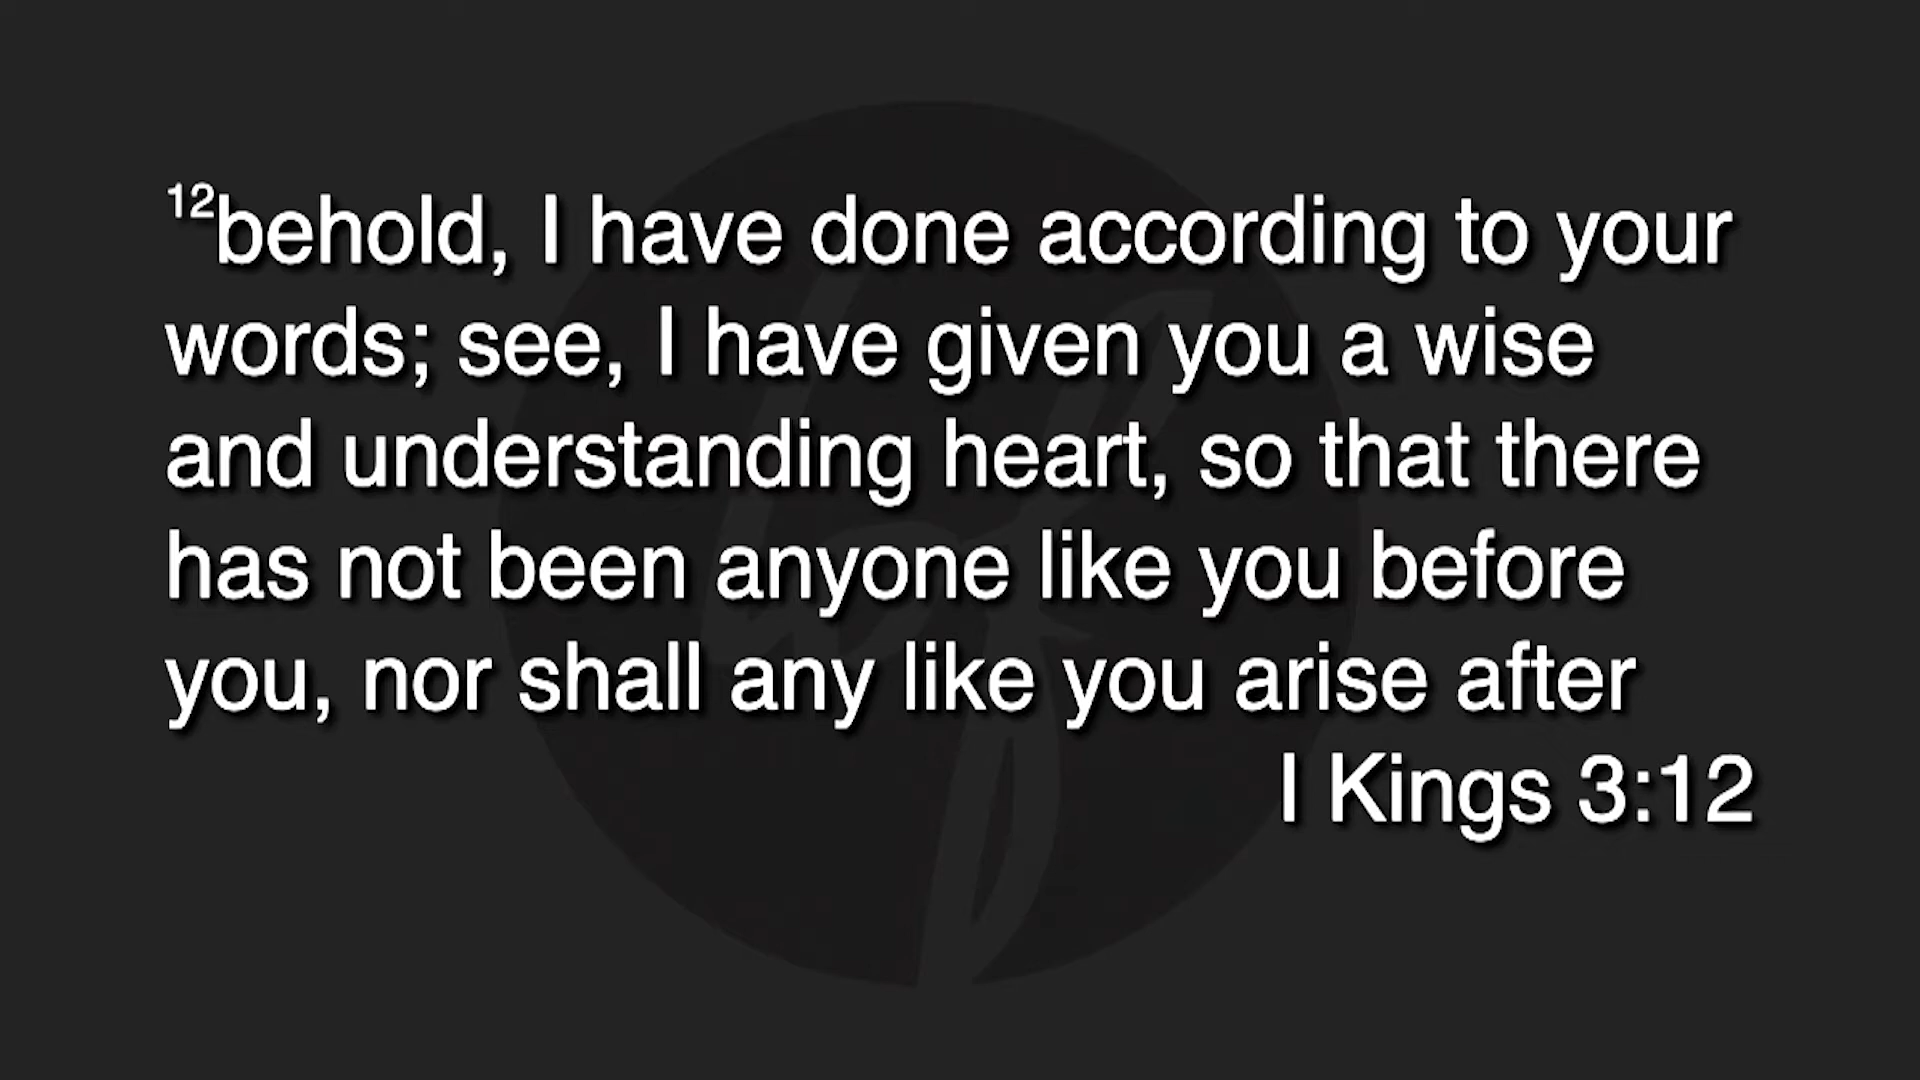 12behold, I have done according to your
words; see, I have given you a wise
and understanding heart, so that there
has not been anyone like you before
you, nor shall any like you arise after
I Kings 3:12